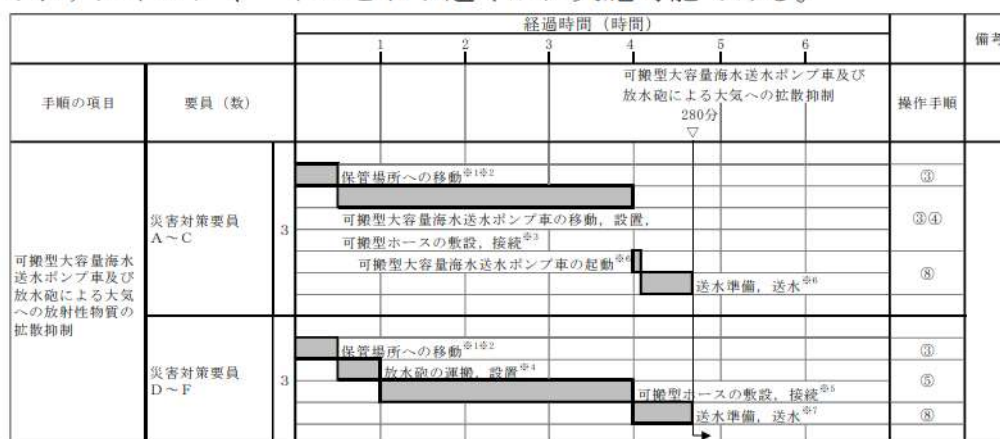 経過時間（時間）
備考
1 2 3 4 5 6
手順の項目
要員（数）
可搬型大容量海水送水ポンプ車及び
放水砲による大気への拡散抑制
280分
▽
操作手順
可搬型大容量海水
送水ポンプ車及び
放水砲による大気
への放射性物質の
拡散抑制
災害対策要員
A～C
3
保管場所への移動※1※2
③
可搬型大容量海水送水ポンプ車の移動，設置，
可搬型ホースの敷設，接続※3
③④
可搬型大容量海水送水ポンプ車の起動※6
送水準備，送水※6
⑧
災害対策要員
D～F
3
保管場所への移動※1※2
③
放水砲の運搬，設置※4
⑤
可搬型ホースの敷設，接続※5
送水準備，送水※7
⑧